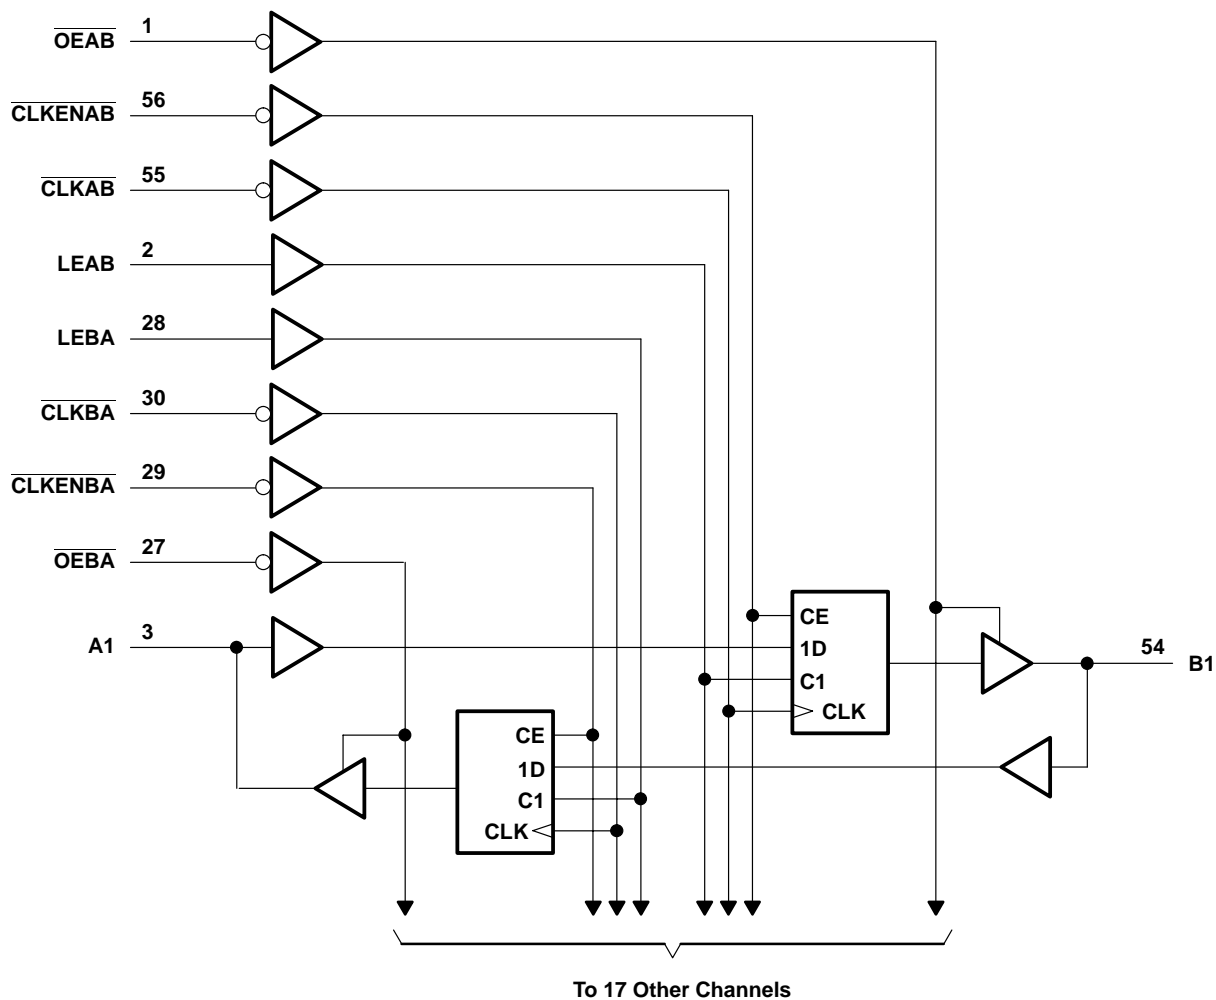 OEAB 1
CLKENAB 56
CLKAB 55
LEAB 2
LEBA 28
CLKBA 30
CLKENBA 29
OEBA 27
A1 3
CE
1D
C1
CLK
54 B1
CE
1D
C1
CLK
To 17 Other Channels